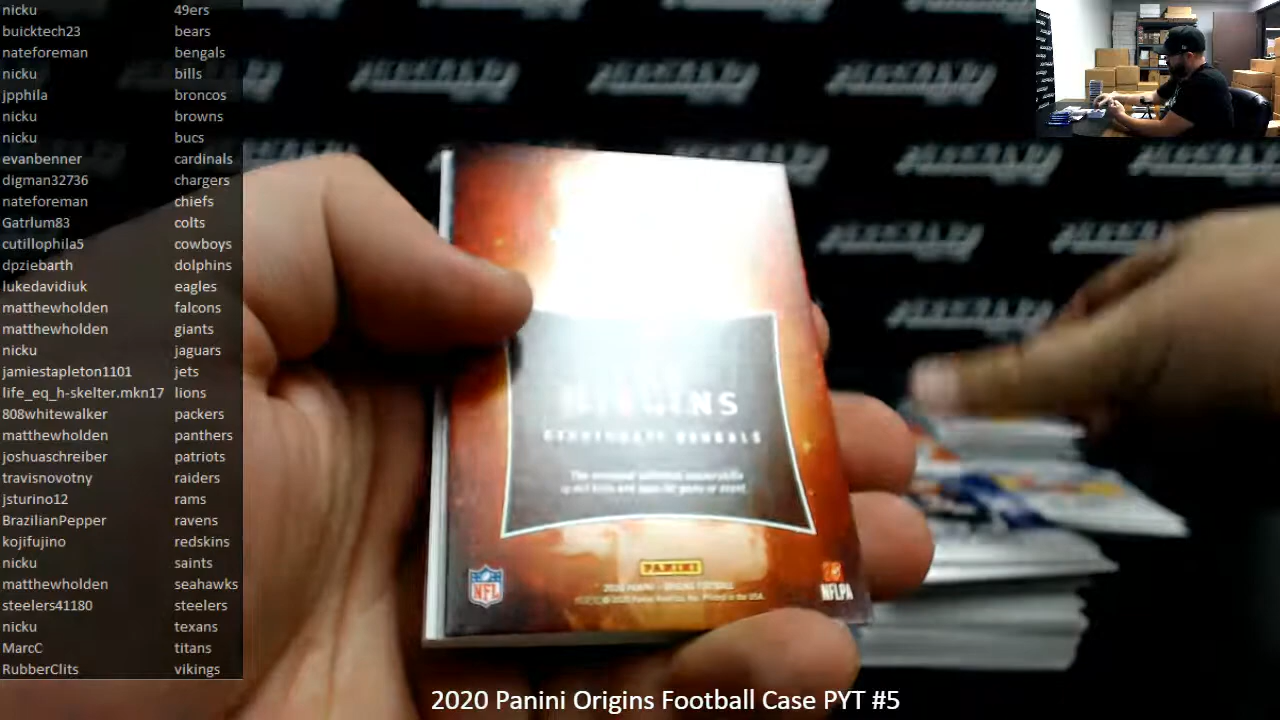 nicku 49ers
buicktech23 bears
nateforeman bengals
nicku bills
jpphila broncos
nicku browns
nicku bucs
evanbenner cardinals
digman32736 chargers
nateforeman chiefs
Gatrlum83 colts
cutillophila5 cowboys
dpziebarth dolphins
lukedavidiuk eagles
matthewholden falcons
matthewholden giants
nicku jaguars
jamiestapleton1101 jets
life_eq_h-skelter.mkn17 lions
808whitewalker packers
matthewholden panthers
joshuaschreiber patriots
travisnovotny raiders
jsturino12 rams
BrazilianPepper ravens
kojifujino redskins
nicku saints
matthewholden seahawks
steelers41180 steelers
nicku texans
MarcC titans
RubberClits vikings
ORIGINS
CINCINNATI BENGALS
PANINI
NFL
NFLPA
2020 Panini Origins Football Case PYT #5